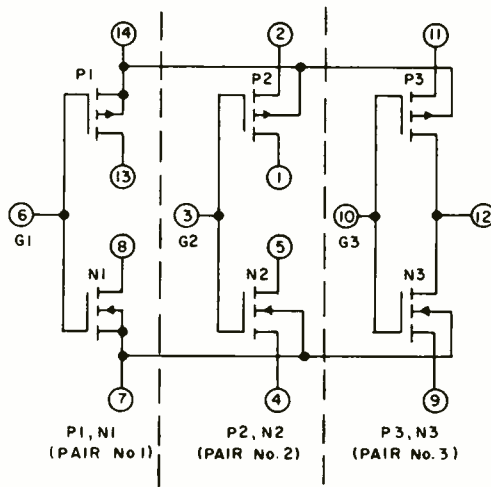 14
2
11
P1
P2
P3
13
1
6
3
10
12
G1
G2
G3
8
5
N1
N2
N3
7
4
9
P1, N1
(PAIR No.1)
P2, N2
(PAIR No.2)
P3, N3
(PAIR No.3)